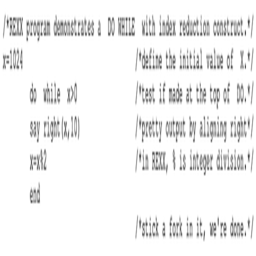 /*REXX program demonstrates a  DO WHILE  with index reduction construct.*/
x=1024                                 /*define the initial value of  X.*/
        do  while  x>0                 /*test if made at the top of  DO.*/
        say right(x,10)                /*pretty output by aligning right*/
        x=x%2                          /*in REXX, % is integer division.*/
        end
                                       /*stick a fork in it, we're done.*/